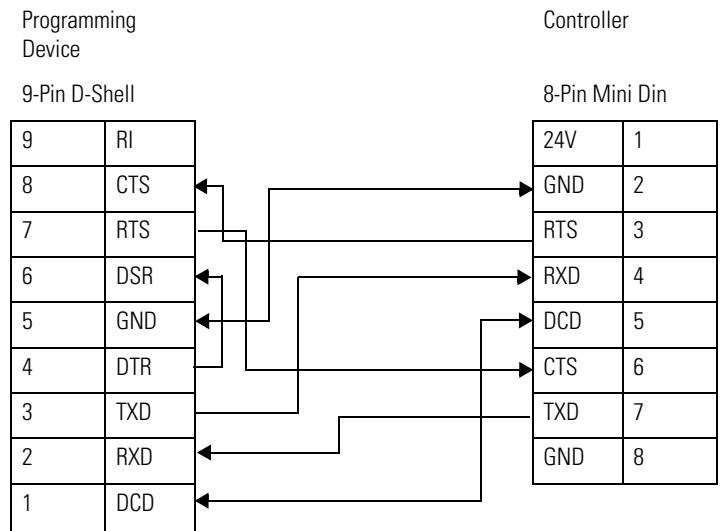 Programming
Device
Controller
9-Pin D-Shell
8-Pin Mini Din
9 RI
8 CTS
7 RTS
6 DSR
5 GND
4 DTR
3 TXD
2 RXD
1 DCD
24V 1
GND 2
RTS 3
RXD 4
DCD 5
CTS 6
TXD 7
GND 8